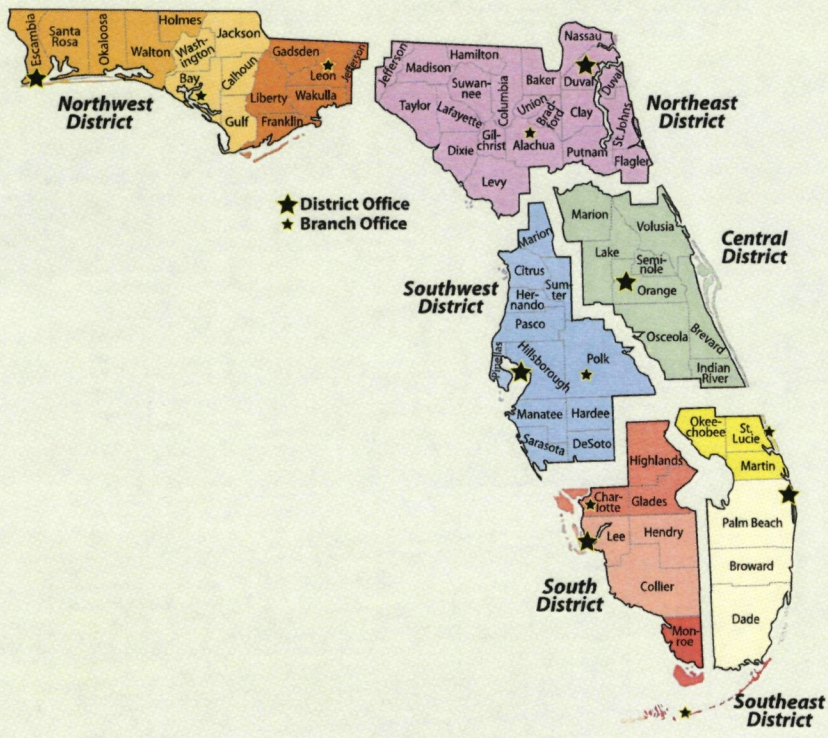 Escambia
Santa
Rosa
Okaloosa
Holmes
Walton
Wash-
ington
Bay
Jackson
Calhoun
Gulf
Gadsden
Leon
Jefferson
Liberty
Wakulla
Franklin
Northwest
District
Jefferson
Hamilton
Madison
Suwan-
nee
Columbia
Taylor
Lafayette
Dixie
Gil-
christ
Levy
Baker
Union
Brad-
ford
Alachua
Nassau
Duval
Duval
Clay
St. Johns
Putnam
Flagler
Northeast
District
District Office
Branch Office
Marion
Volusia
Lake
Semi-
nole
Orange
Osceola
Brevard
Indian
River
Central
District
Southwest
District
Marion
Citrus
Sum-
ter
Her-
nando
Pasco
Pinellas
Hillsborough
Polk
Manatee
Hardee
Sarasota
DeSoto
Okee-
chobee
St.
Lucie
Martin
Palm Beach
Broward
Dade
Highlands
Char-
lotte
Glades
Lee
Hendry
Collier
Mon-
roe
South
District
Southeast
District